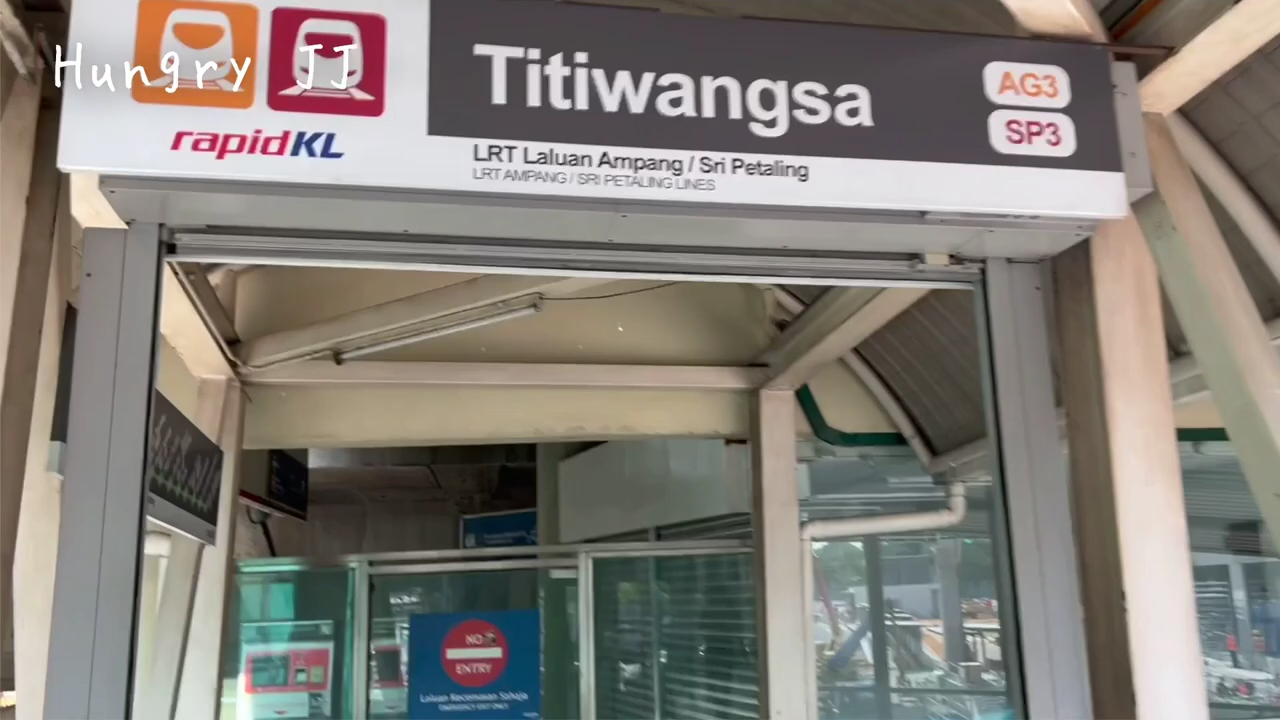 Hungry JJ
Titiwangsa
AG3
SP3
rapidKL
LRT Laluan Ampang / Sri Petaling
LRT AMPANG / SRI PETALING LINES
NO
ENTRY
Laluan Kecemasan Sahaja
EMERGENCY EXIT ONLY